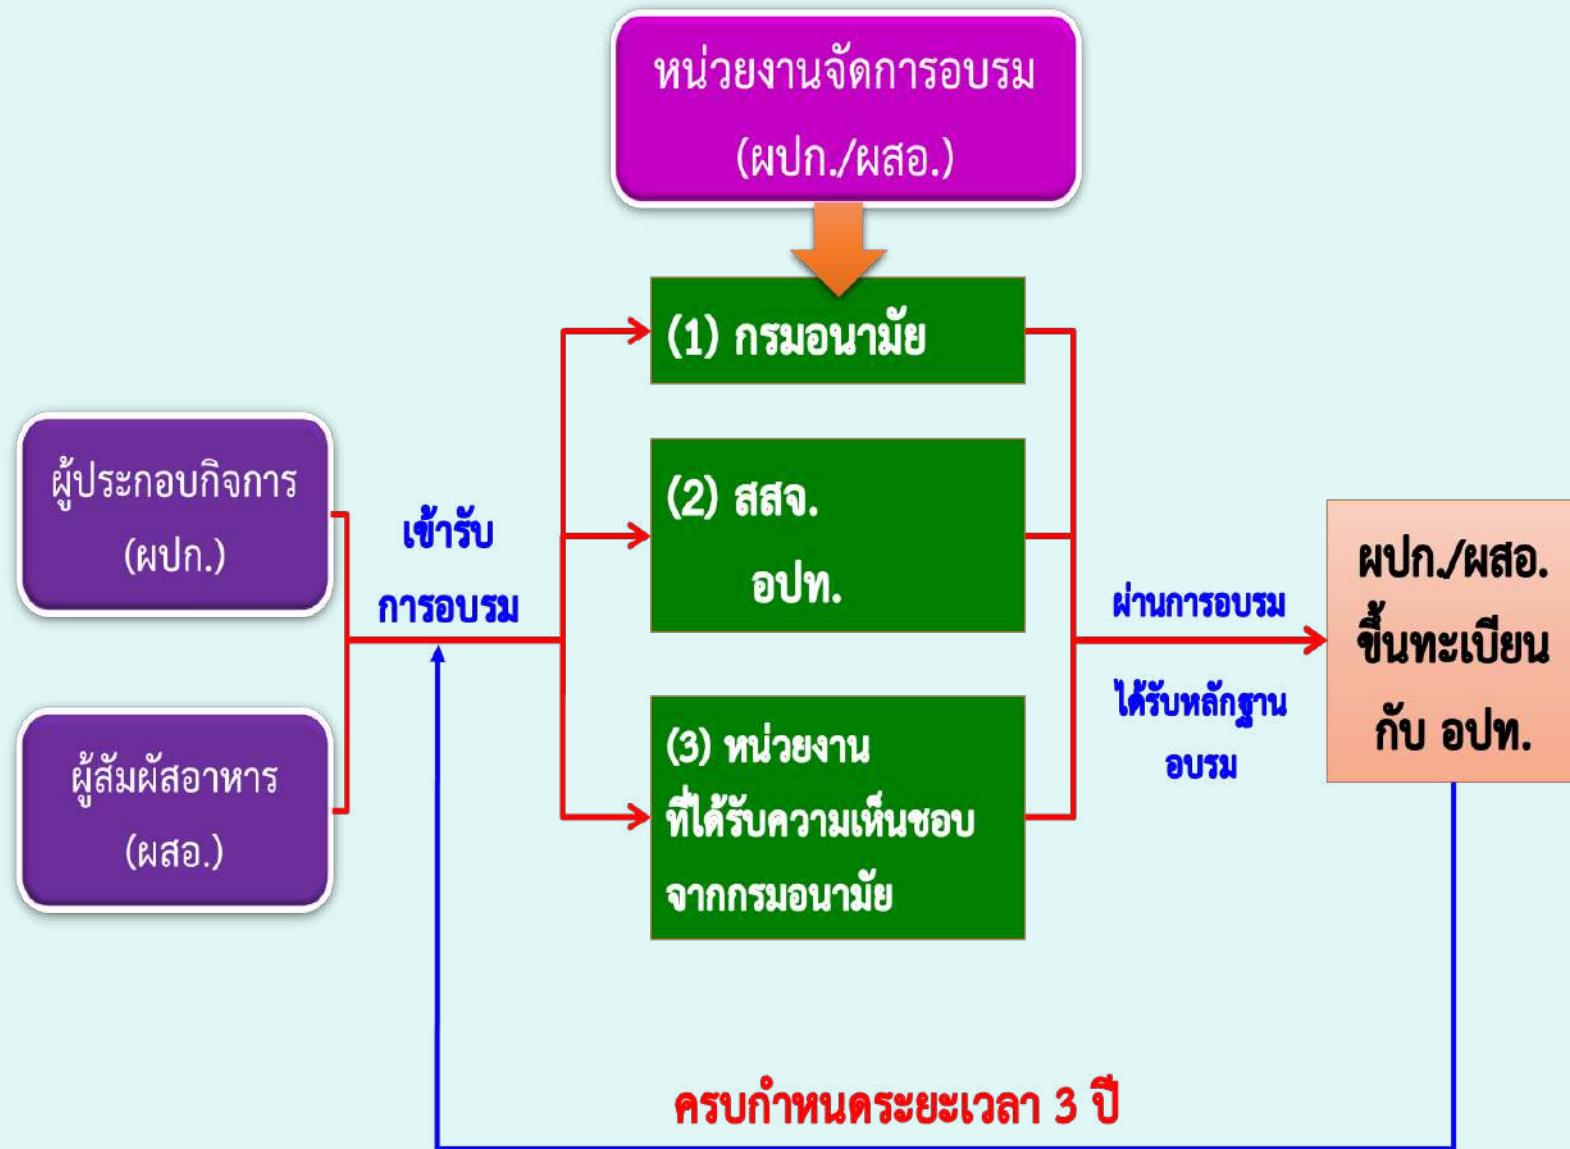 หน่วยงานจัดการอบรม
(ผปก./ผสอ.)
(1) กรมอนามัย
ผู้ประกอบกิจการ
(ผปก.)
เข้ารับ
การอบรม
(2) สสจ.
อปท.
ผู้สัมผัสอาหาร
(ผสอ.)
(3) หน่วยงาน
ที่ได้รับความเห็นชอบ
จากกรมอนามัย
ผ่านการอบรม
ได้รับหลักฐาน
อบรม
ผปก./ผสอ.
ขึ้นทะเบียน
กับ อปท.
ครบกำหนดระยะเวลา 3 ปี